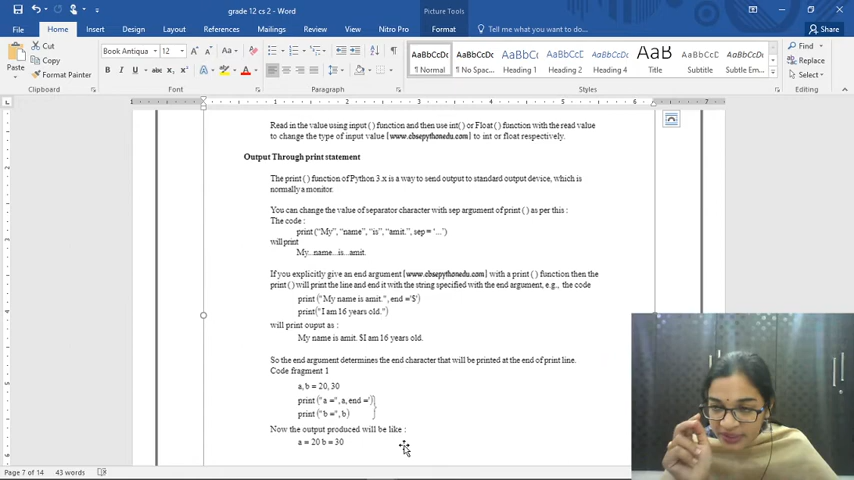 grade 12 cs 2 - Word
Picture Tools
File Home Insert Design Layout References Mailings Review View Nitro Pro Format Tell me what you want to do... Share
Paste
Cut
Copy
Format Painter
Book Antiqua 12
Clipboard Font Paragraph Styles Editing
AaBbCcDc ¶ Normal
AaBbCcDc ¶ No Spac...
AaBbCc Heading 1
AaBbCcD Heading 2
AaBbCcD Heading 4
AaB Title
AaBbCcD Subtitle
AaBbCcDc Subtle Em...
Find
Replace
Select
Read in the value using input ( ) function and then use int() or Float ( ) function with the read value
to change the type of input value [www.cbsepythonedu.com] to int or float respectively.
Output Through print statement
The print ( ) function of Python 3.x is a way to send output to standard output device, which is
normally a monitor.
You can change the value of separator character with sep argument of print ( ) as per this :
The code :
print ("My", "name", "is", "amit.", sep = '...')
will print
My...name...is...amit.
If you explicitly give an end argument [www.cbsepythonedu.com] with a print ( ) function then the
print ( ) will print the line and end it with the string specified with the end argument, e.g., the code
print ("My name is amit.", end ='$')
print("I am 16 years old.")
will print ouput as :
My name is amit. $I am 16 years old.
So the end argument determines the end character that will be printed at the end of print line.
Code fragment 1
a, b = 20, 30
print ("a =", a, end =' ')
print ("b =", b)
Now the output produced will be like :
a = 20 b = 30
Page 7 of 14 43 words